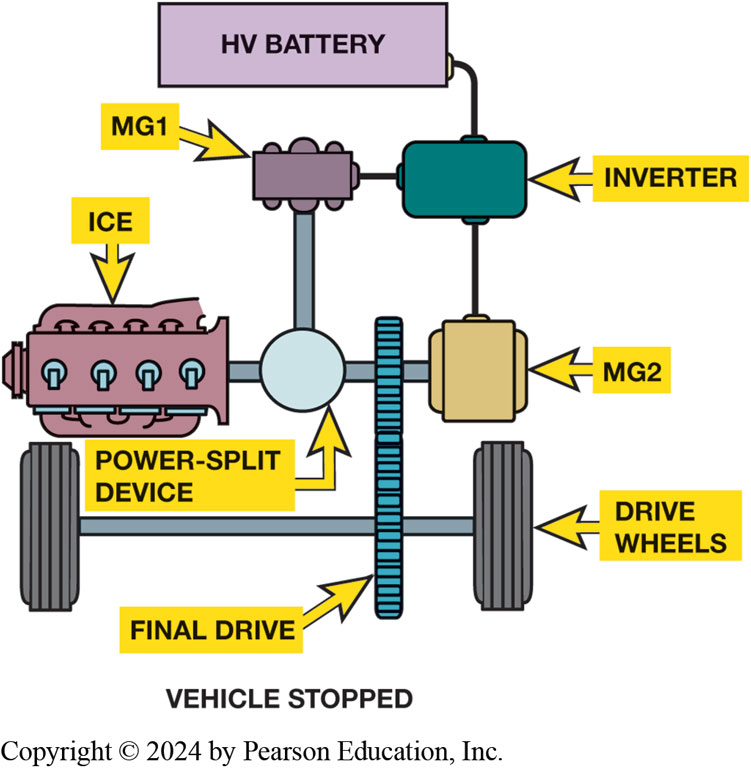 HV BATTERY
MG1
INVERTER
ICE
MG2
POWER-SPLIT
DEVICE
DRIVE
WHEELS
FINAL DRIVE
VEHICLE STOPPED
Copyright © 2024 by Pearson Education, Inc.